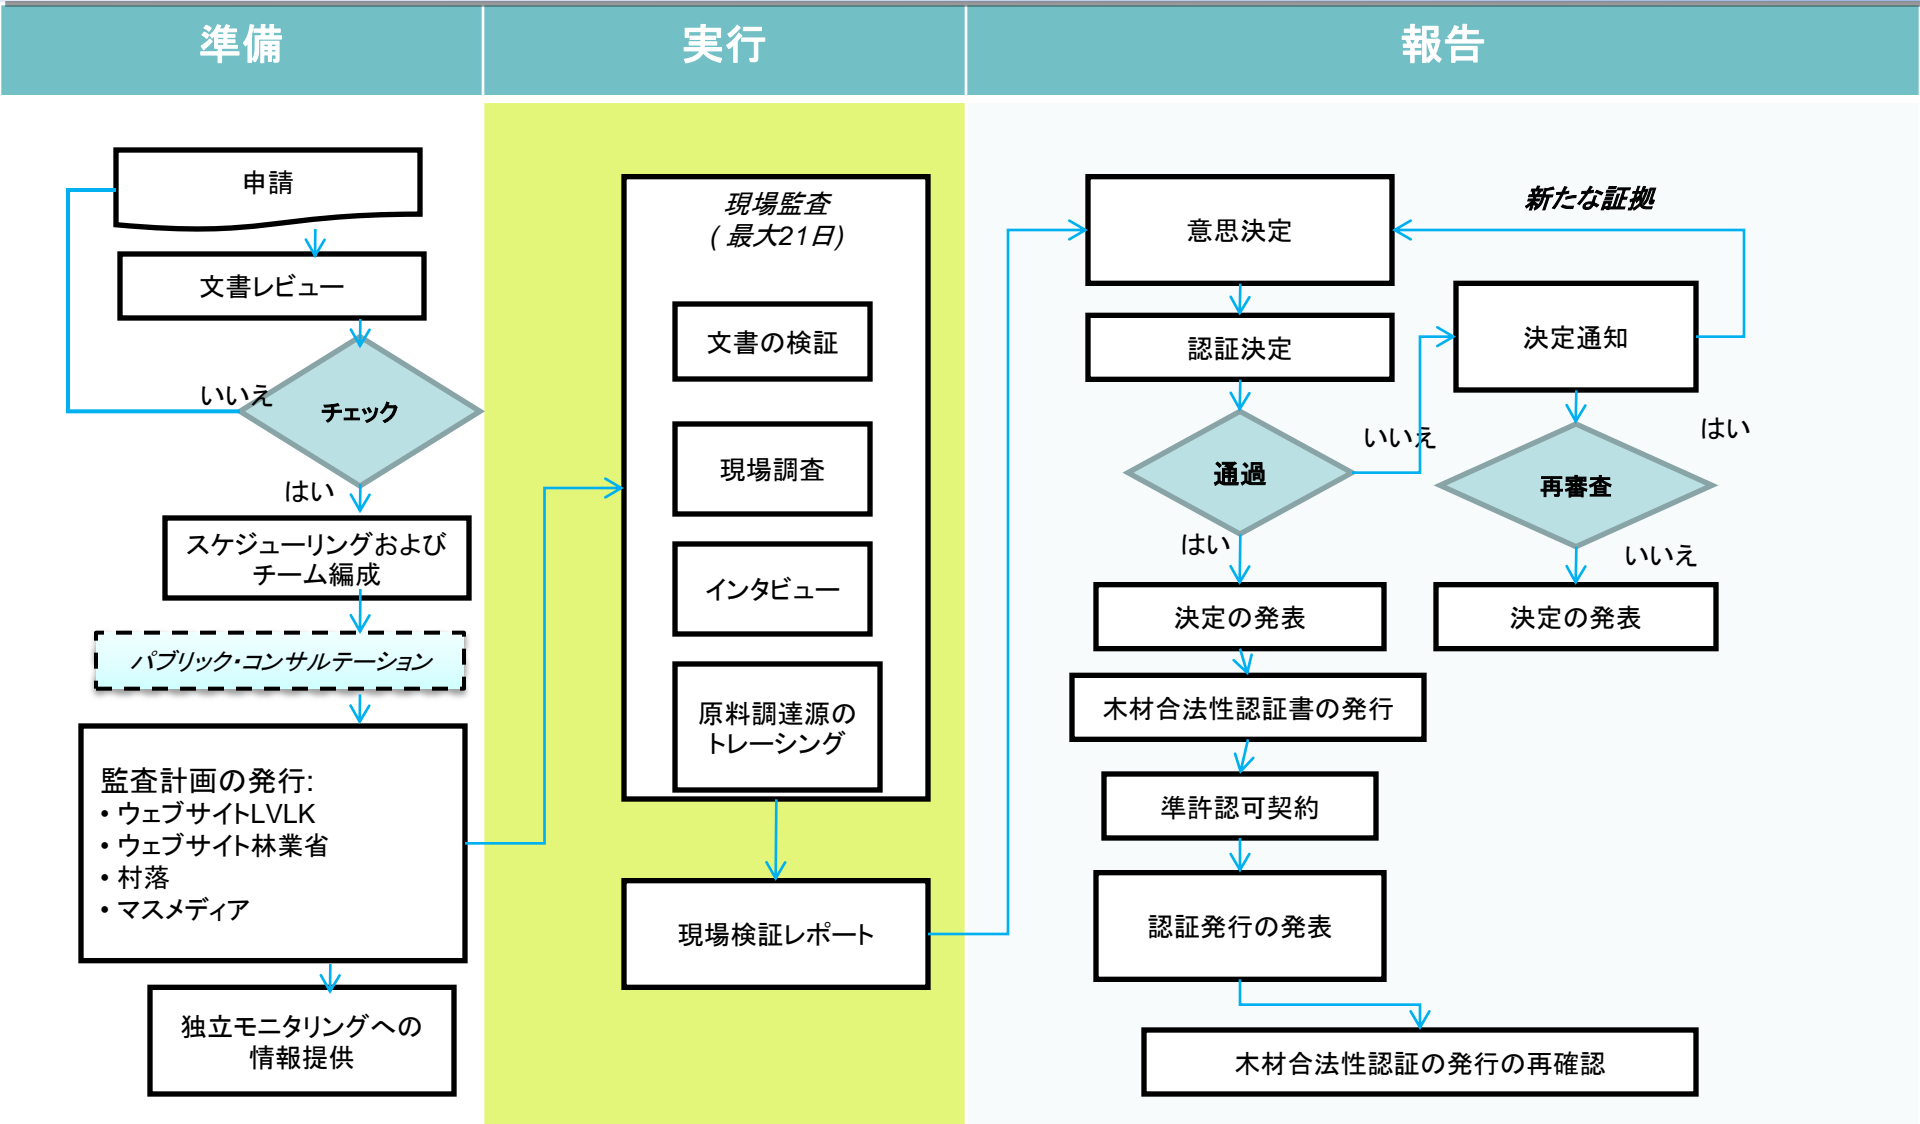 準備
実行
報告
申請
文書レビュー
いいえ
チェック
はい
スケジューリングおよび
チーム編成
パブリック・コンサルテーション
監査計画の発行:
• ウェブサイトLVLK
• ウェブサイト林業省
• 村落
• マスメディア
独立モニタリングへの
情報提供
現場監査
( 最大21日)
文書の検証
現場調査
インタビュー
原料調達源の
トレーシング
現場検証レポート
意思決定
新たな証拠
認証決定
決定通知
いいえ
はい
通過
再審査
はい
いいえ
決定の発表
決定の発表
木材合法性認証書の発行
準許認可契約
認証発行の発表
木材合法性認証の発行の再確認